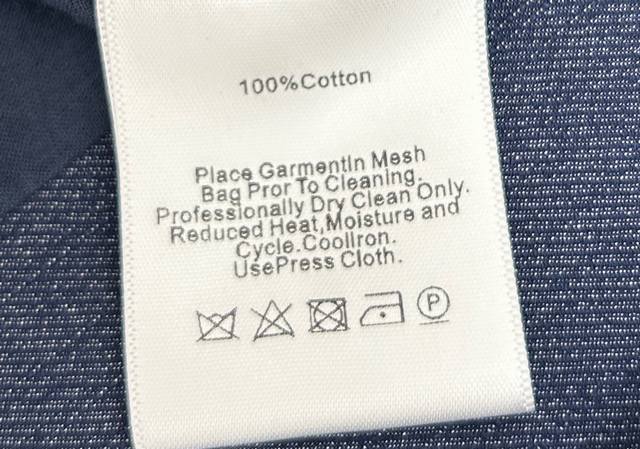 100%Cotton
Place GarmentIn Mesh
Bag Pror To Cleaning.
Professionally Dry Clean Only.
Reduced Heat,Moisture and
Cycle.CoolIron.
UsePress Cloth.
P